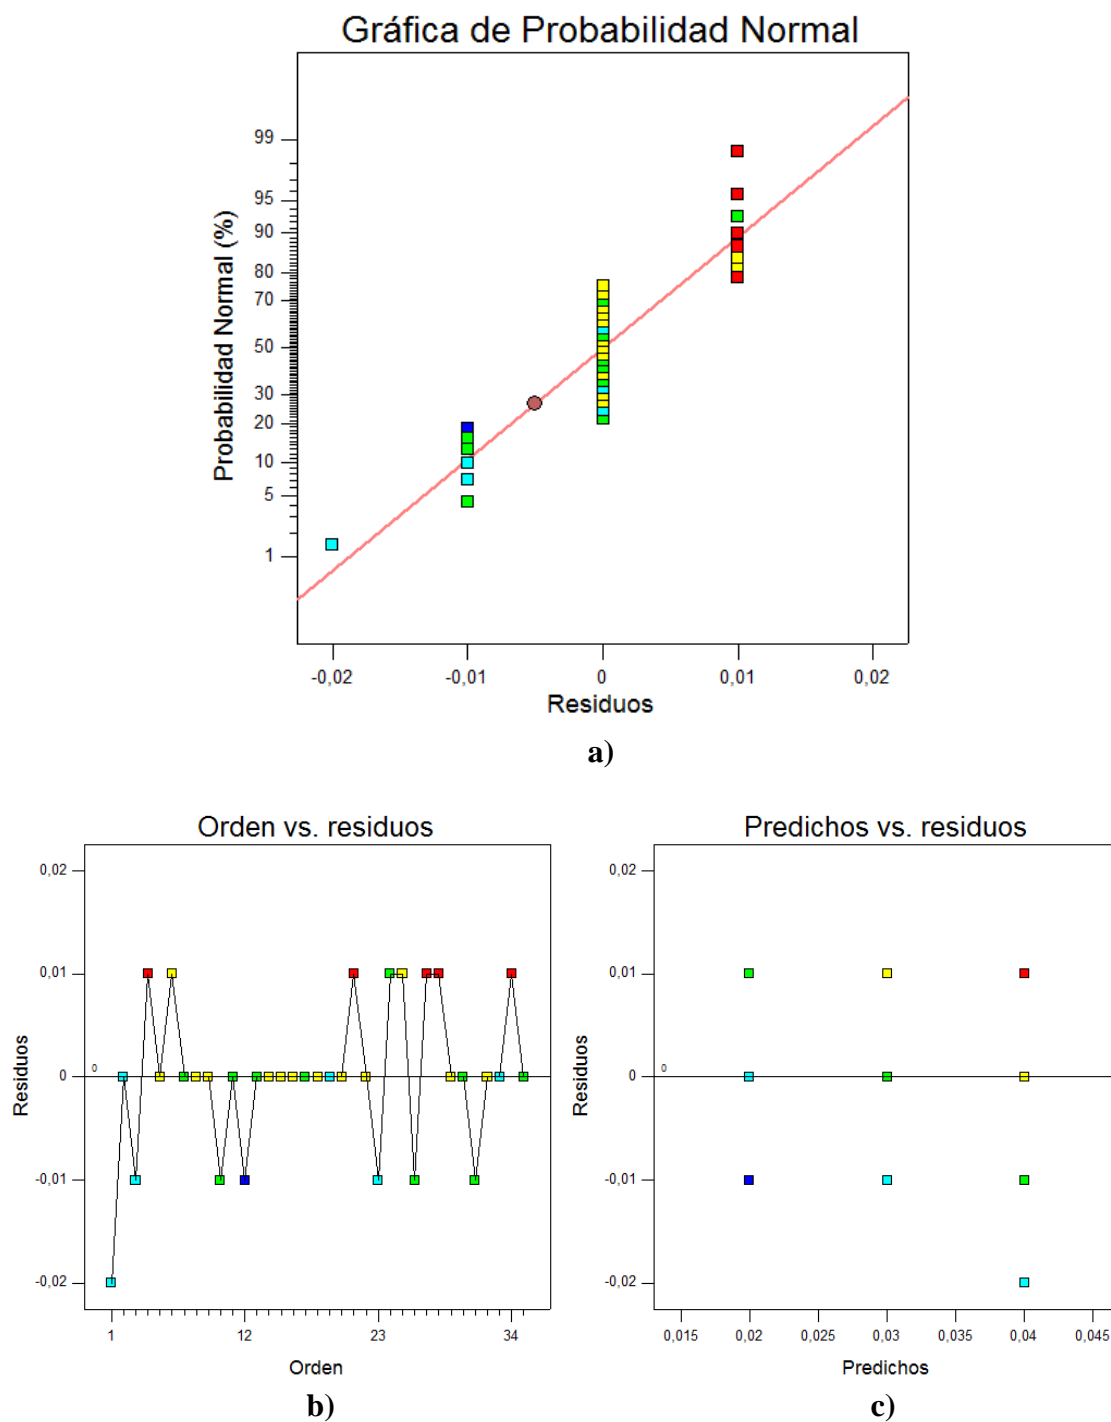 Gráfica de Probabilidad Normal
Probabilidad Normal (%)
99
95
90
80
70
50
30
20
10
5
1
-0,02 -0,01 0 0,01 0,02
Residuos
a)
Orden vs. residuos
Residuos
0,02
0,01
0
0
-0,01
-0,02
1 12 23 34
Orden
b)
Predichos vs. residuos
Residuos
0,02
0,01
0
0
-0,01
-0,02
0,015 0,02 0,025 0,03 0,035 0,04 0,045
Predichos
c)